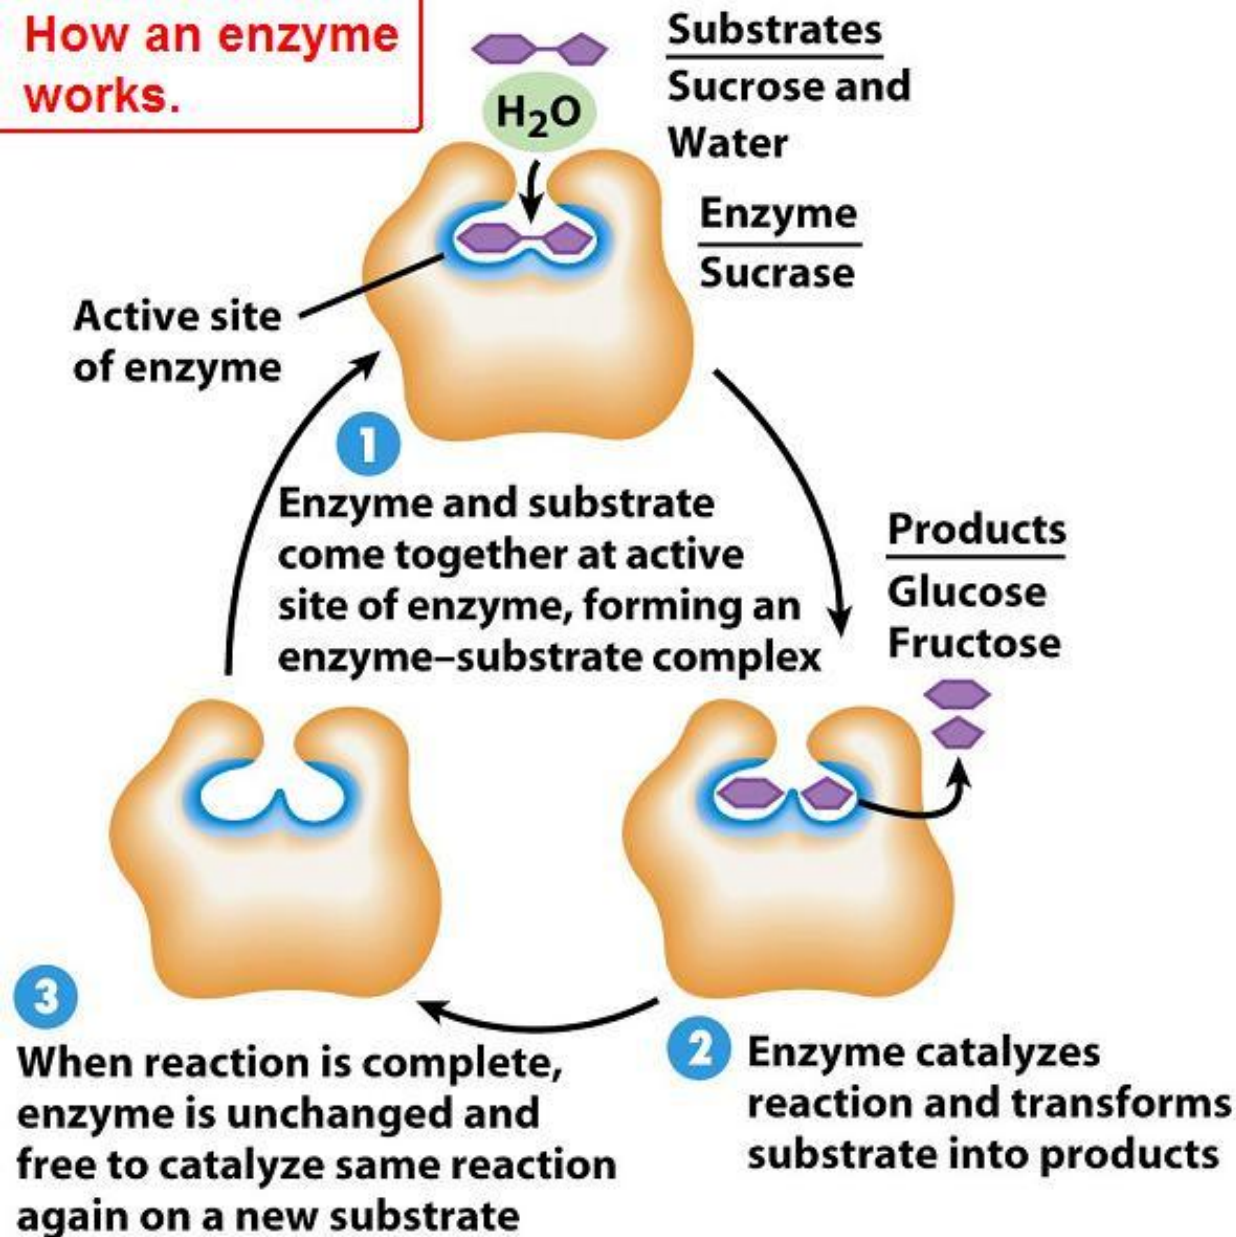 How an enzyme
works.
Substrates
Sucrose and
Water
H₂O
Enzyme
Sucrase
Active site
of enzyme
1
Enzyme and substrate
come together at active
site of enzyme, forming an
enzyme–substrate complex
Products
Glucose
Fructose
2
Enzyme catalyzes
reaction and transforms
substrate into products
3
When reaction is complete,
enzyme is unchanged and
free to catalyze same reaction
again on a new substrate